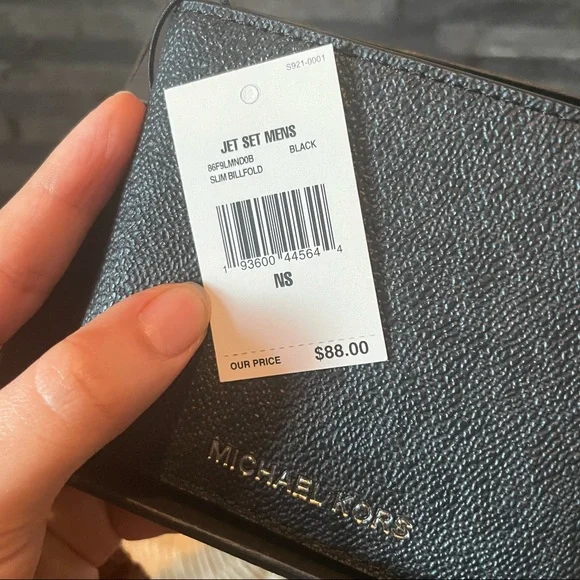 S921-0001
JET SET MENS
86F9LMND0B BLACK
SLIM BILLFOLD
1 93600 44564 4
NS
OUR PRICE $88.00
MICHAEL KORS